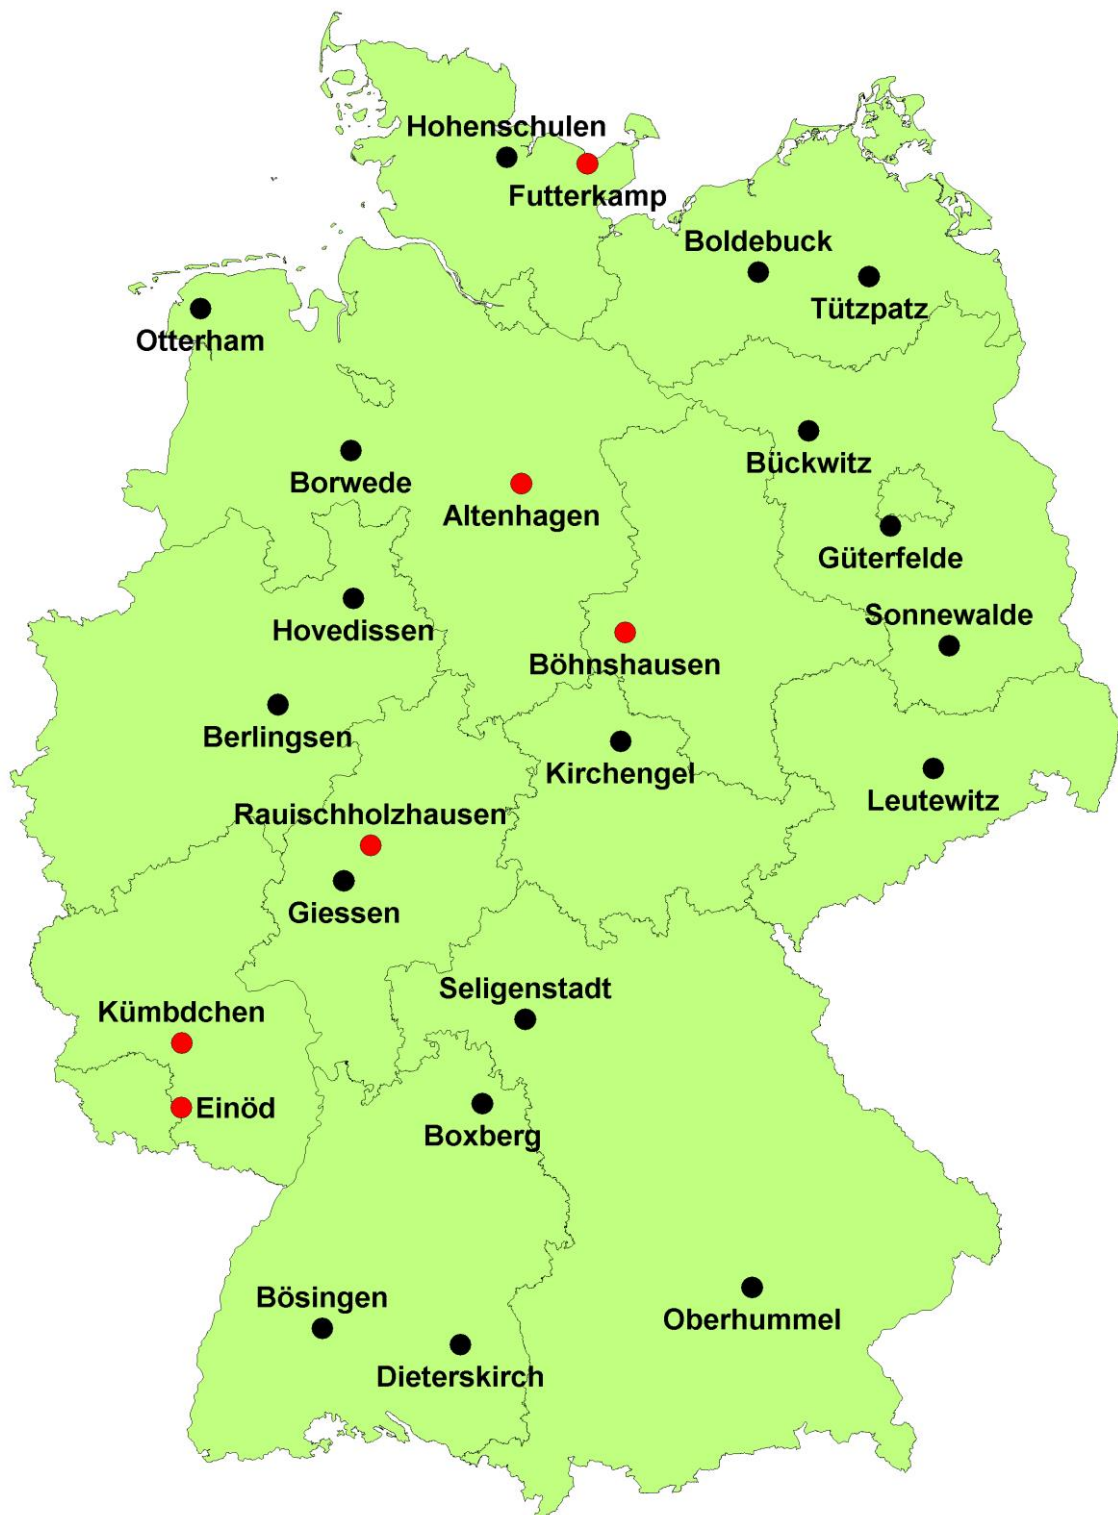 Hohenschulen
Futterkamp
Boldebuck
Tützpatz
Otterham
Bückwitz
Borwede
Altenhagen
Güterfelde
Sonnewalde
Hovedissen
Böhnshausen
Berlingsen
Kirchengel
Leutewitz
Rauischholzhausen
Giessen
Seligenstadt
Kümbdchen
Einöd
Boxberg
Bösingen
Oberhummel
Dieterskirch